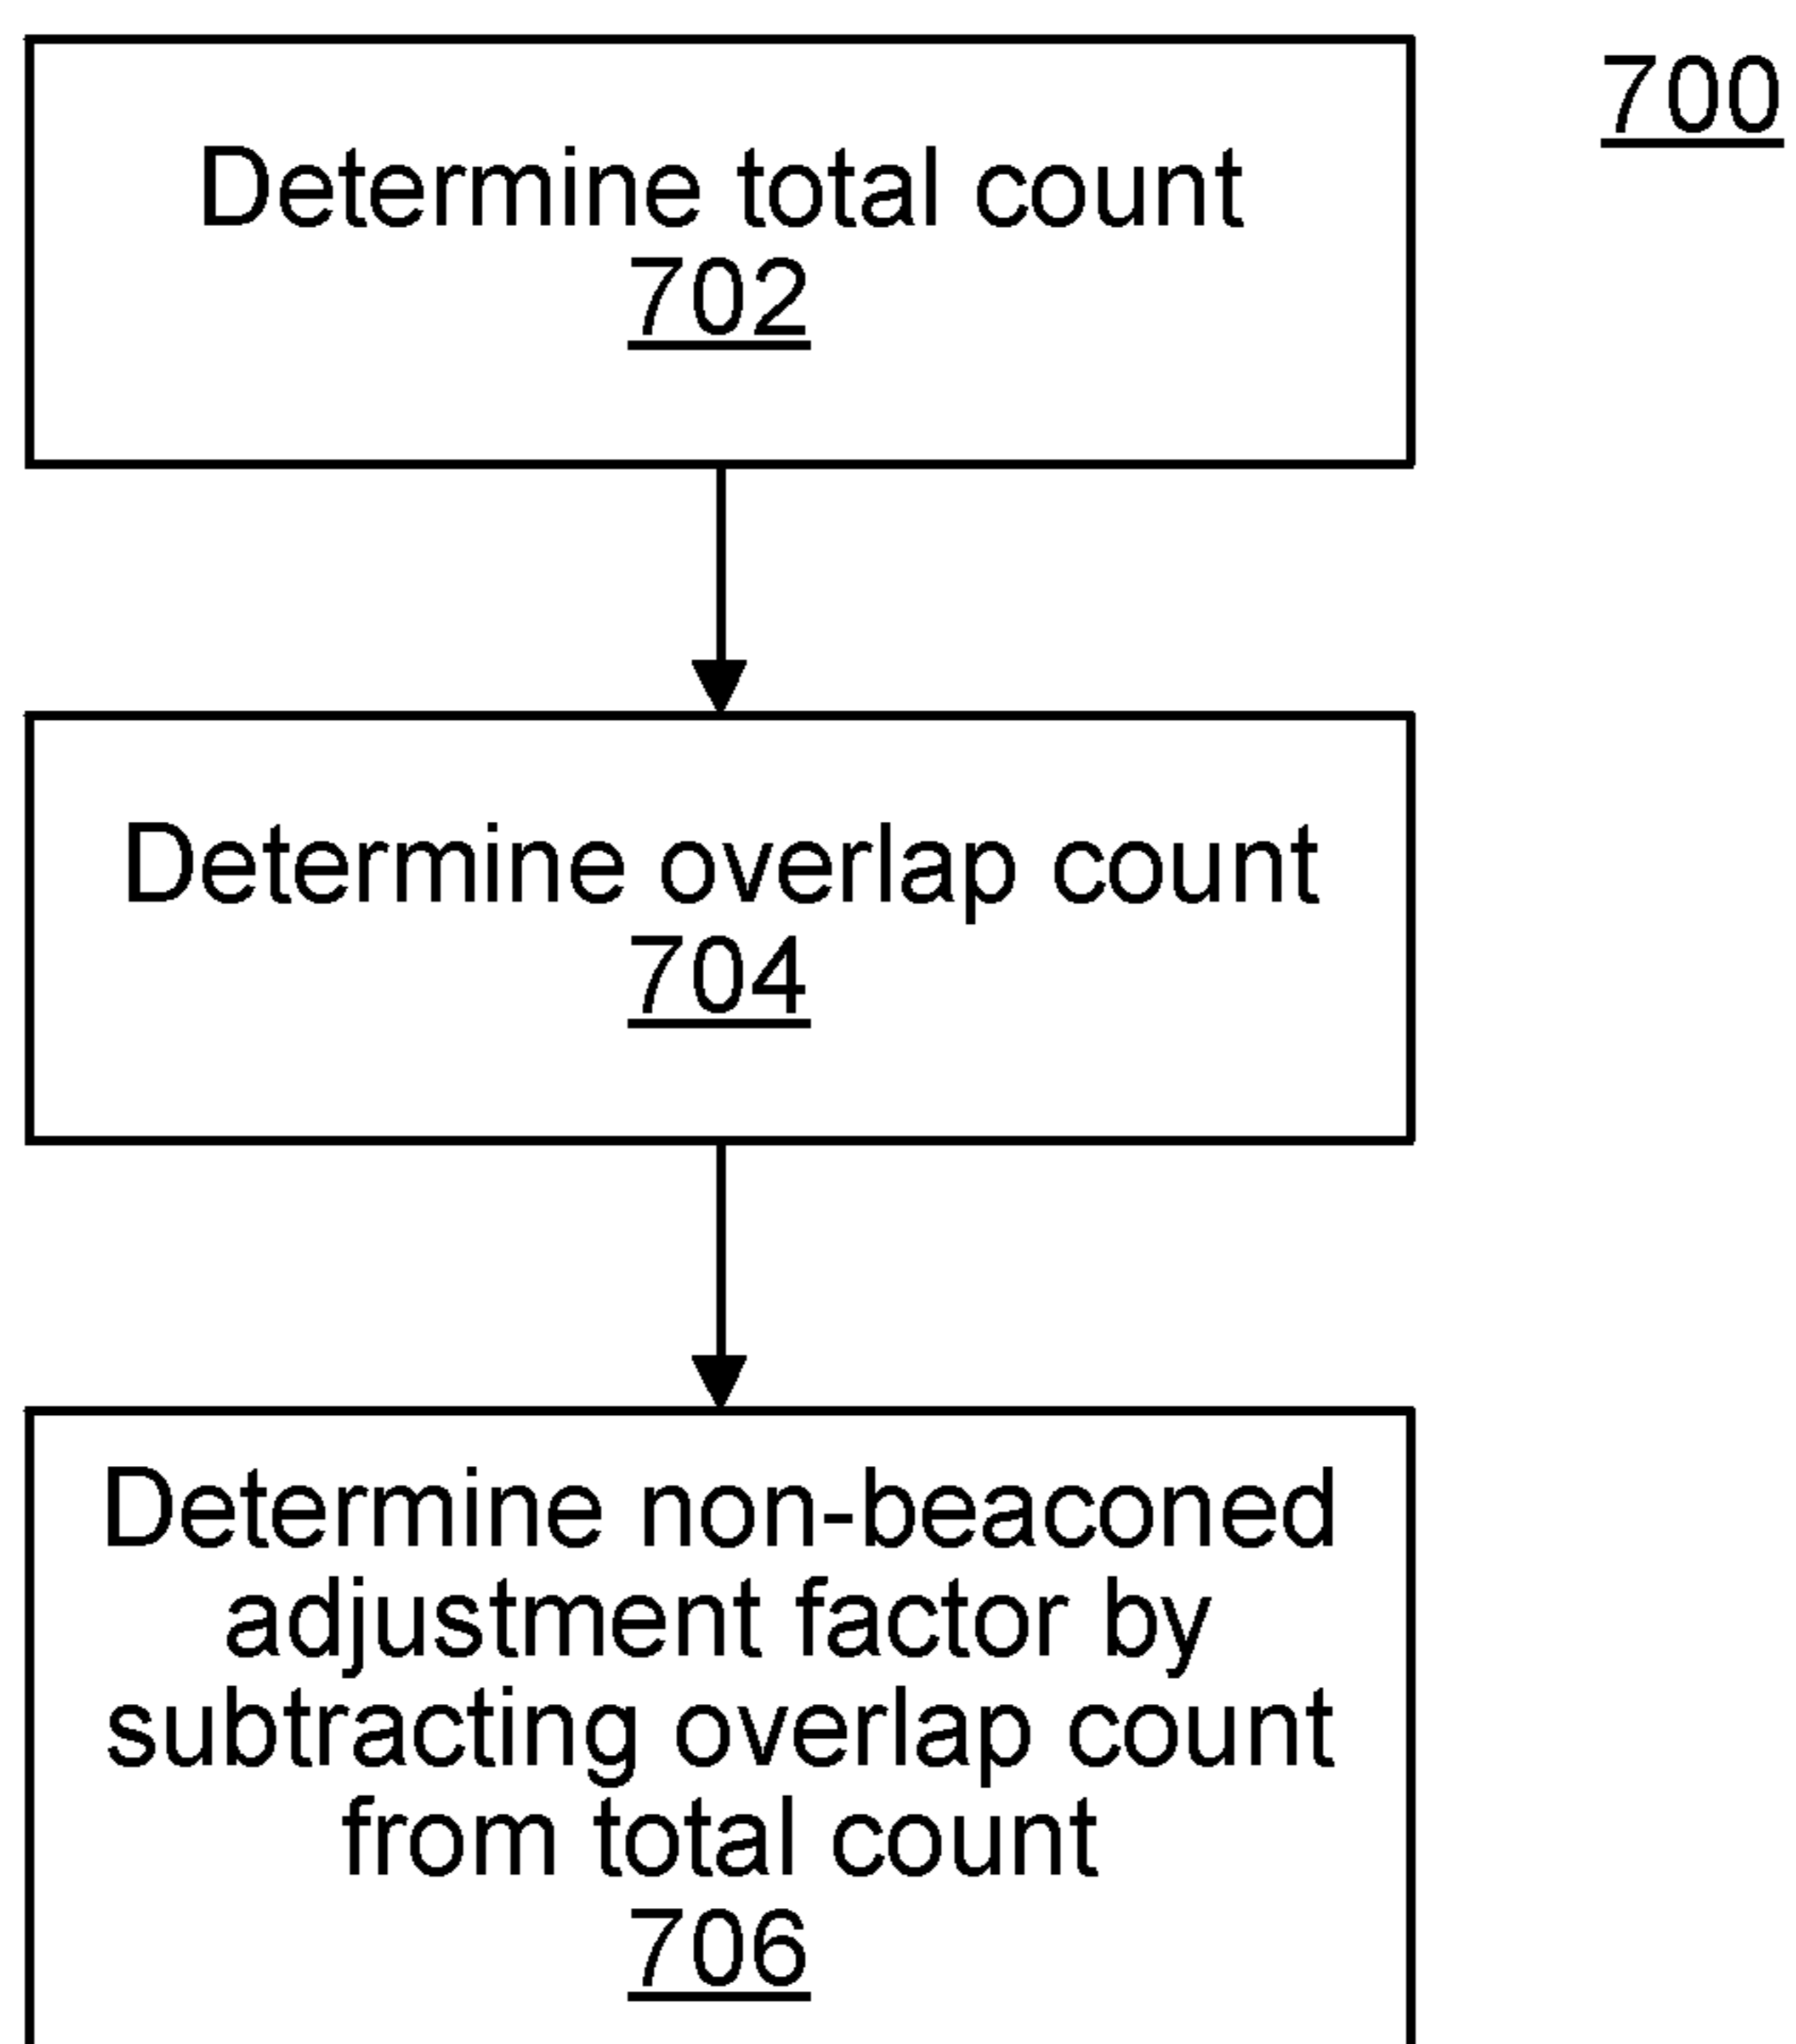 700
Determine total count
702
Determine overlap count
704
Determine non-beaconed
adjustment factor by
subtracting overlap count
from total count
706